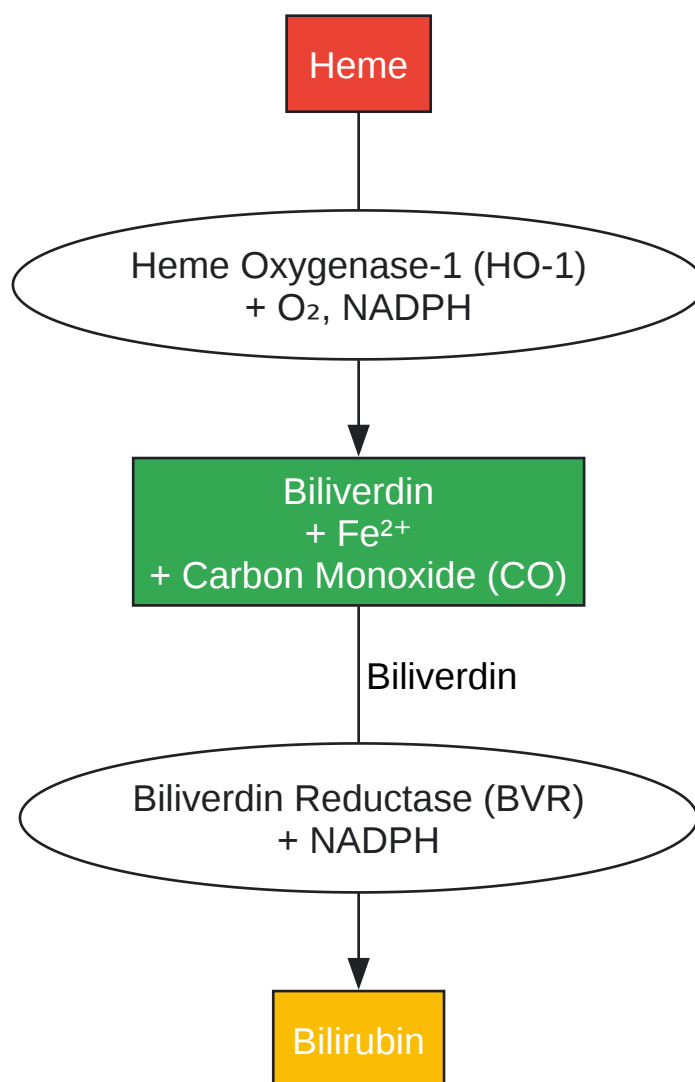 Heme
Heme Oxygenase-1 (HO-1)
+ O₂, NADPH
Biliverdin
+ Fe²⁺
+ Carbon Monoxide (CO)
Biliverdin
Biliverdin Reductase (BVR)
+ NADPH
Bilirubin